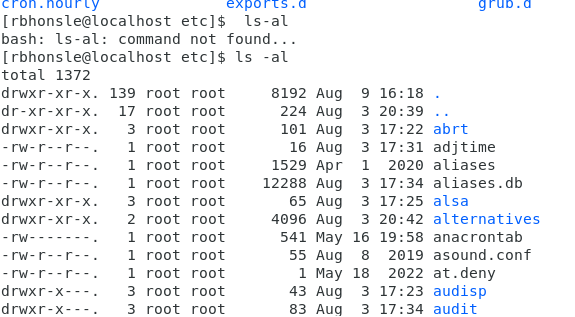 cron.hourly              exports.d                   grub.d
[rbhonsle@localhost etc]$  ls-al
bash: ls-al: command not found...
[rbhonsle@localhost etc]$ ls -al
total 1372
drwxr-xr-x. 139 root root     8192 Aug  9 16:18 .
dr-xr-xr-x.  17 root root      224 Aug  3 20:39 ..
drwxr-xr-x.   3 root root      101 Aug  3 17:22 abrt
-rw-r--r--.   1 root root       16 Aug  3 17:31 adjtime
-rw-r--r--.   1 root root     1529 Apr  1  2020 aliases
-rw-r--r--.   1 root root    12288 Aug  3 17:34 aliases.db
drwxr-xr-x.   3 root root       65 Aug  3 17:25 alsa
drwxr-xr-x.   2 root root     4096 Aug  3 20:42 alternatives
-rw-------.   1 root root      541 May 16 19:58 anacrontab
-rw-r--r--.   1 root root       55 Aug  8  2019 asound.conf
-rw-r--r--.   1 root root        1 May 18  2022 at.deny
drwxr-x---.   3 root root       43 Aug  3 17:23 audisp
drwxr-x---.   3 root root       83 Aug  3 17:34 audit